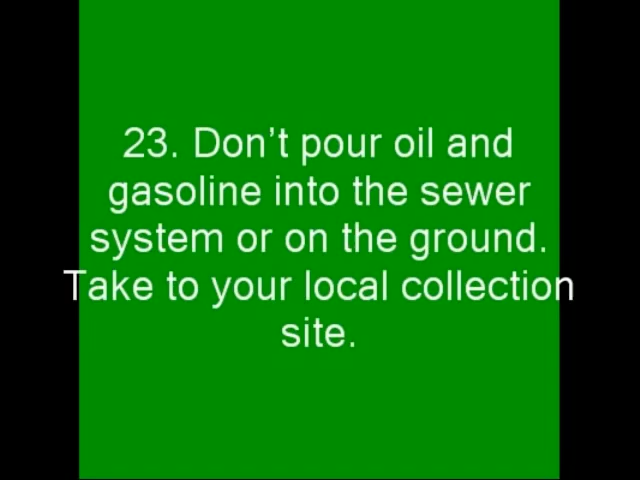 23. Don’t pour oil and
gasoline into the sewer
system or on the ground.
Take to your local collection
site.